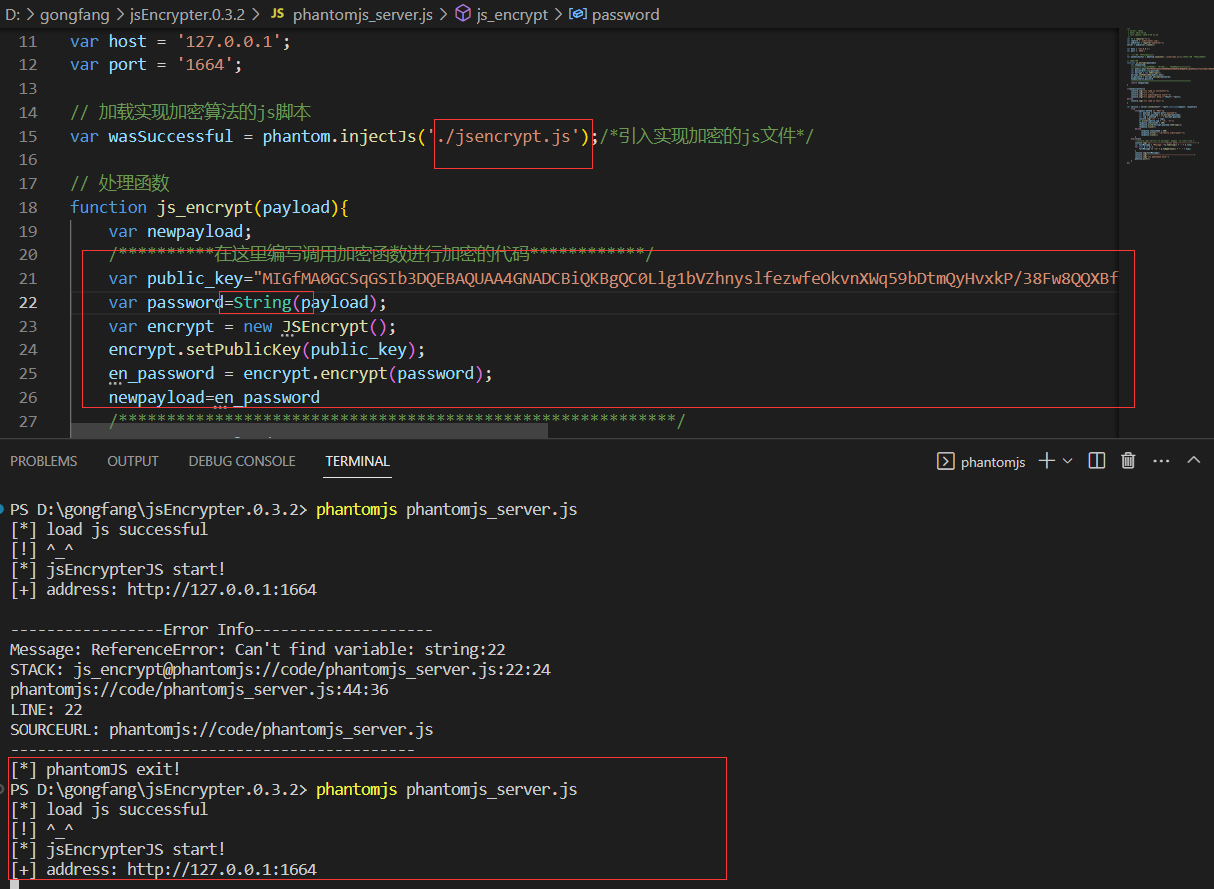 D: > gongfang > jsEncrypter.0.3.2 > JS phantomjs_server.js > js_encrypt > password
11 var host = '127.0.0.1';
12 var port = '1664';
13
14 // 加载实现加密算法的js脚本
15 var wasSuccessful = phantom.injectJs('./jsencrypt.js');/*引入实现加密的js文件*/
16
17 // 处理函数
18 function js_encrypt(payload){
19 var newpayload;
20 /**********在这里编写调用加密函数进行加密的代码************/
21 var public_key="MIGfMA0GCSqGSIb3DQEBAQUAA4GNADCBiQKBgQC0Llg1bVZhnyslfezwfeOkvnXWq59bDtmQyHvxkP/38Fw8QQXBf
22 var password=String(payload);
23 var encrypt = new JSEncrypt();
24 encrypt.setPublicKey(public_key);
25 en_password = encrypt.encrypt(password);
26 newpayload=en_password
27 /**********************************************************/
PROBLEMS OUTPUT DEBUG CONSOLE TERMINAL phantomjs
PS D:\gongfang\jsEncrypter.0.3.2> phantomjs phantomjs_server.js
[*] load js successful
[!] ^_^
[*] jsEncrypterJS start!
[+] address: http://127.0.0.1:1664
-----------------Error Info--------------------
Message: ReferenceError: Can't find variable: string:22
STACK: js_encrypt@phantomjs://code/phantomjs_server.js:22:24
phantomjs://code/phantomjs_server.js:44:36
LINE: 22
SOURCEURL: phantomjs://code/phantomjs_server.js
---------------------------------------------
[*] phantomJS exit!
PS D:\gongfang\jsEncrypter.0.3.2> phantomjs phantomjs_server.js
[*] load js successful
[!] ^_^
[*] jsEncrypterJS start!
[+] address: http://127.0.0.1:1664